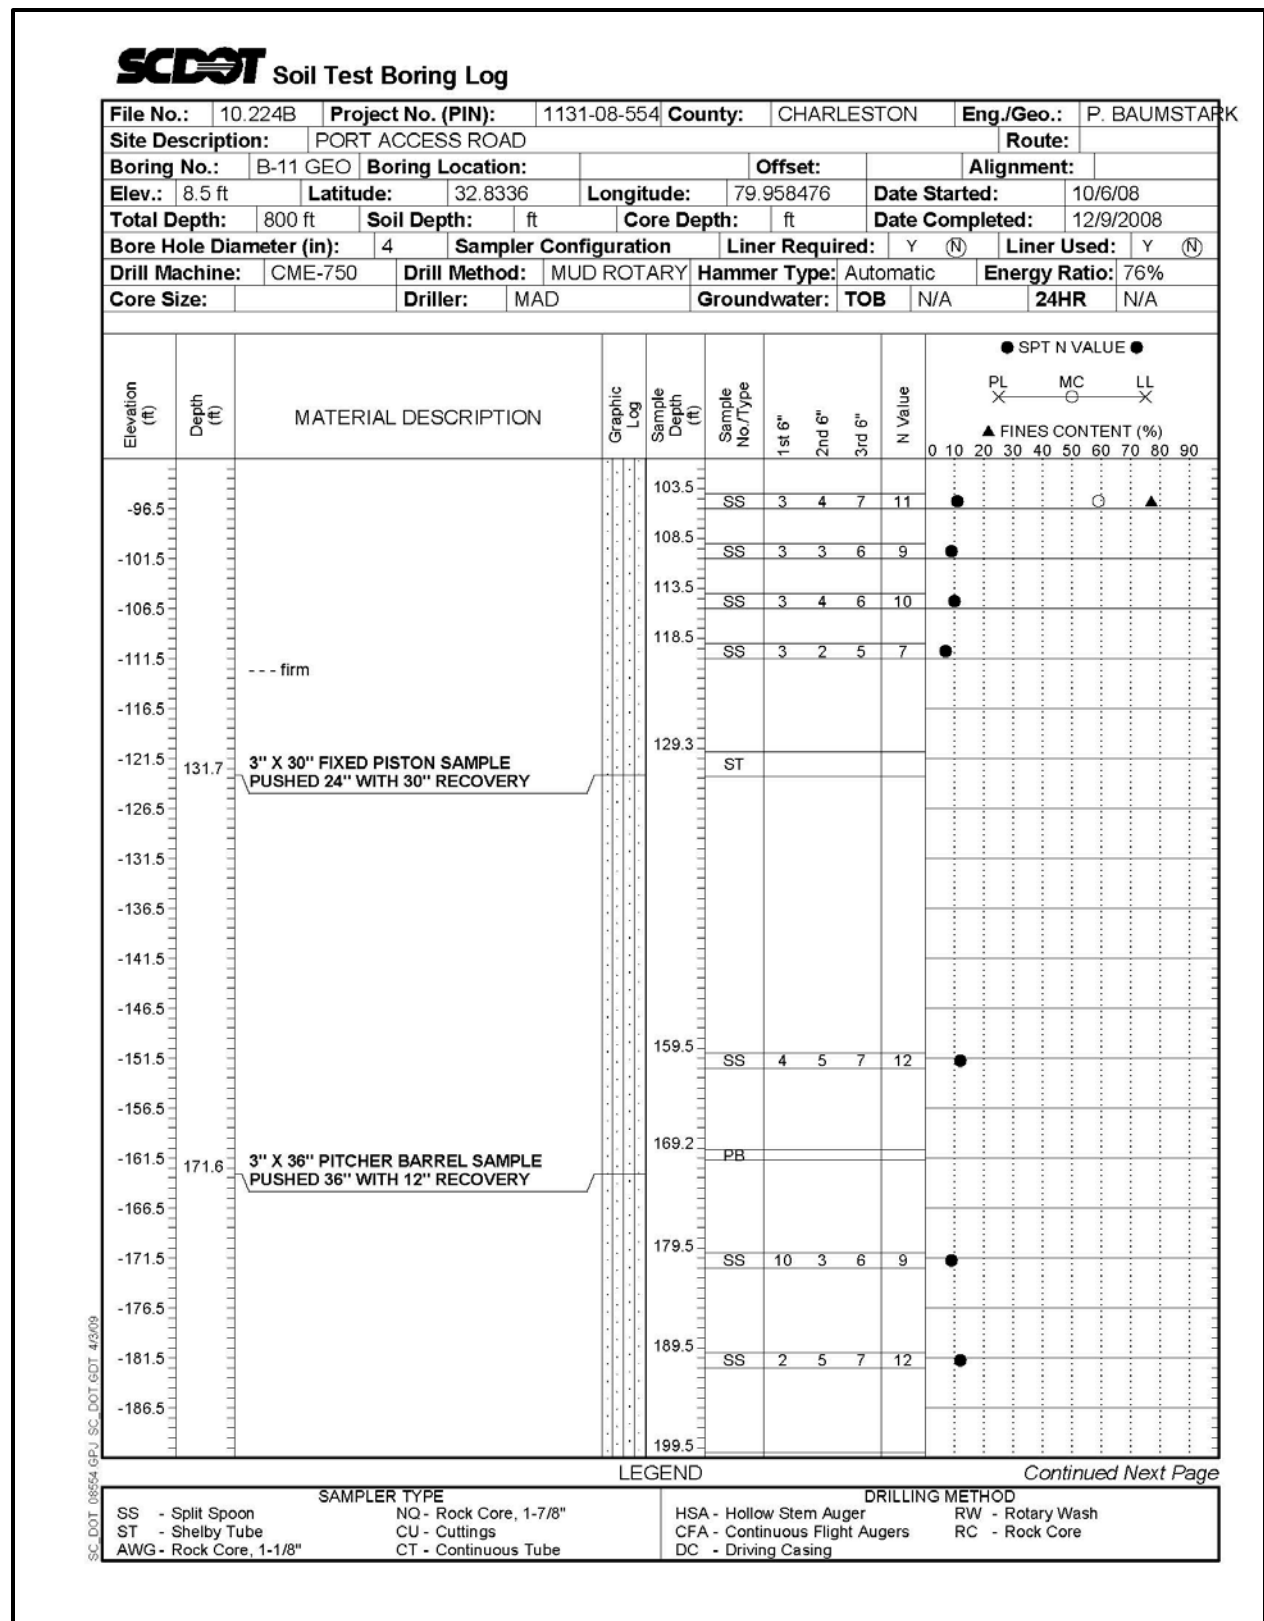 SCDOT Soil Test Boring Log
File No.: 10.224B Project No. (PIN): 1131-08-554 County: CHARLESTON Eng./Geo.: P. BAUMSTARK
Site Description: PORT ACCESS ROAD Route:
Boring No.: B-11 GEO Boring Location: Offset: Alignment:
Elev.: 8.5 ft Latitude: 32.8336 Longitude: 79.958476 Date Started: 10/6/08
Total Depth: 800 ft Soil Depth: ft Core Depth: ft Date Completed: 12/9/2008
Bore Hole Diameter (in): 4 Sampler Configuration Liner Required: Y N Liner Used: Y N
Drill Machine: CME-750 Drill Method: MUD ROTARY Hammer Type: Automatic Energy Ratio: 76%
Core Size: Driller: MAD Groundwater: TOB N/A 24HR N/A
Elevation (ft) Depth (ft) MATERIAL DESCRIPTION Graphic Log Sample Depth (ft) Sample No./Type 1st 6" 2nd 6" 3rd 6" N Value
● SPT N VALUE ●
PL MC LL
▲ FINES CONTENT (%)
0 10 20 30 40 50 60 70 80 90
103.5
-96.5 SS 3 4 7 11
108.5
-101.5 SS 3 3 6 9
113.5
-106.5 SS 3 4 6 10
118.5
-111.5 SS 3 2 5 7
--- firm
-116.5
129.3
-121.5 131.7 3" X 30" FIXED PISTON SAMPLE ST
PUSHED 24" WITH 30" RECOVERY
-126.5
-131.5
-136.5
-141.5
-146.5
159.5
-151.5 SS 4 5 7 12
-156.5
169.2
-161.5 171.6 3" X 36" PITCHER BARREL SAMPLE PB
PUSHED 36" WITH 12" RECOVERY
-166.5
179.5
-171.5 SS 10 3 6 9
-176.5
189.5
-181.5 SS 2 5 7 12
-186.5
199.5
LEGEND Continued Next Page
SAMPLER TYPE DRILLING METHOD
SS - Split Spoon NQ - Rock Core, 1-7/8" HSA - Hollow Stem Auger RW - Rotary Wash
ST - Shelby Tube CU - Cuttings CFA - Continuous Flight Augers RC - Rock Core
AWG - Rock Core, 1-1/8" CT - Continuous Tube DC - Driving Casing
SC_DOT 08554.GPJ SC_DOT.GDT 4/3/09